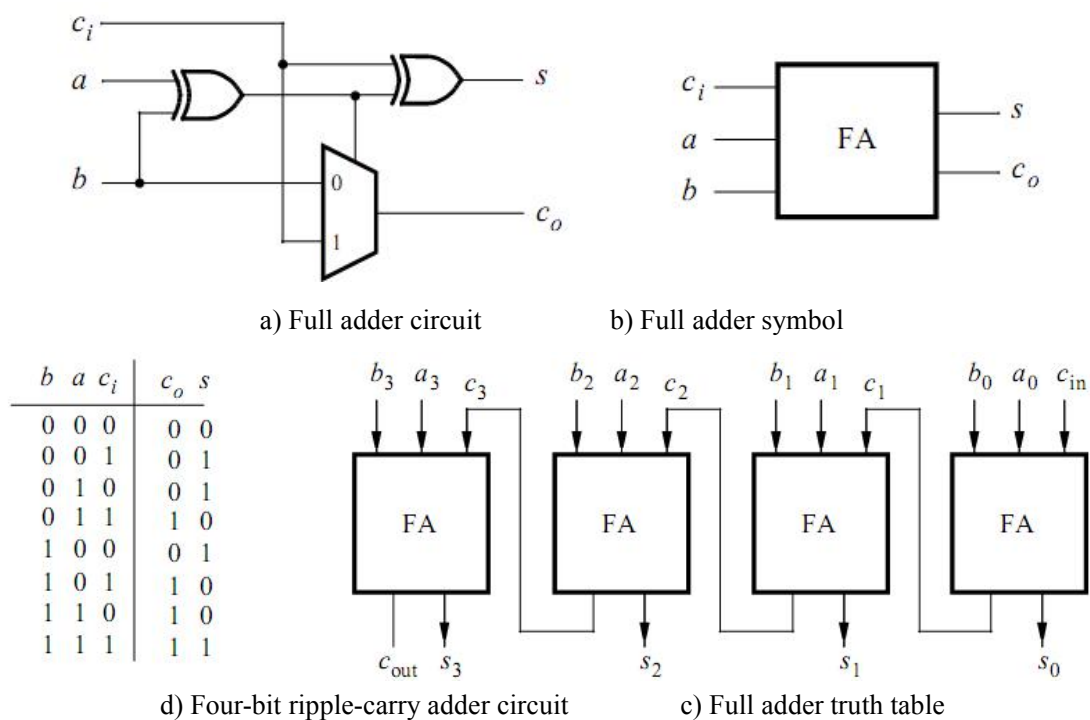 c_i
a
b
0
1
s
c_o
c_i
a
b
FA
s
c_o
a) Full adder circuit
b) Full adder symbol
b a c_i c_o s
0 0 0 0 0
0 0 1 0 1
0 1 0 0 1
0 1 1 1 0
1 0 0 0 1
1 0 1 1 0
1 1 0 1 0
1 1 1 1 1
b_3 a_3 c_3 b_2 a_2 c_2 b_1 a_1 c_1 b_0 a_0 c_in
FA FA FA FA
c_out s_3 s_2 s_1 s_0
d) Four-bit ripple-carry adder circuit
c) Full adder truth table